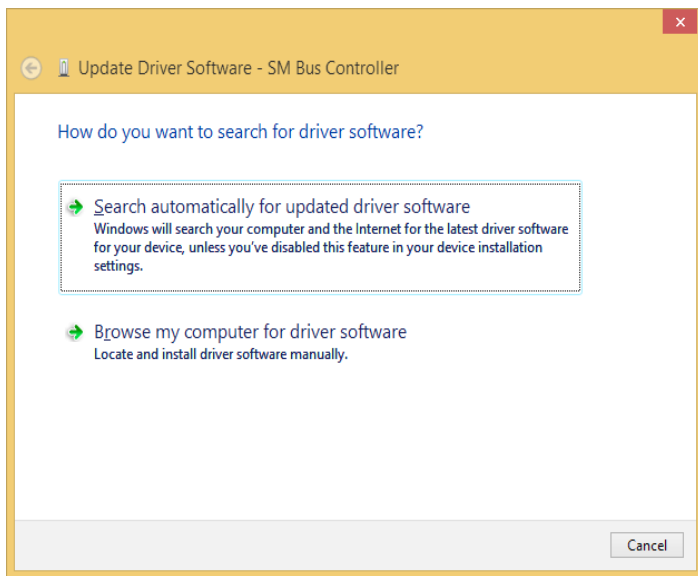 Update Driver Software - SM Bus Controller
How do you want to search for driver software?
Search automatically for updated driver software
Windows will search your computer and the Internet for the latest driver software
for your device, unless you've disabled this feature in your device installation
settings.
Browse my computer for driver software
Locate and install driver software manually.
Cancel